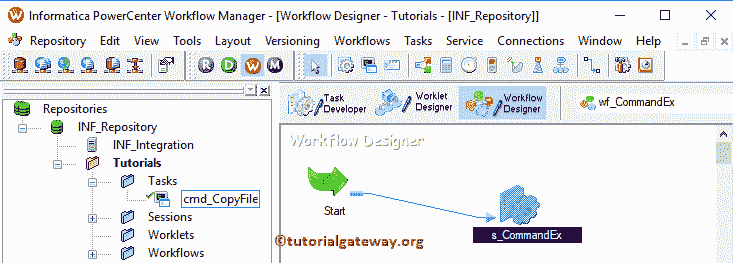 Informatica PowerCenter Workflow Manager - [Workflow Designer - Tutorials - [INF_Repository]]
Repository Edit View Tools Layout Versioning Workflows Tasks Service Connections Window Help
R D W M
Repositories
INF_Repository
INF_Integration
Tutorials
Tasks
cmd_CopyFile
Sessions
Worklets
Workflows
Task Developer
Worklet Designer
Workflow Designer
wf_CommandEx
Workflow Designer
Start
s_CommandEx
©tutorialgateway.org